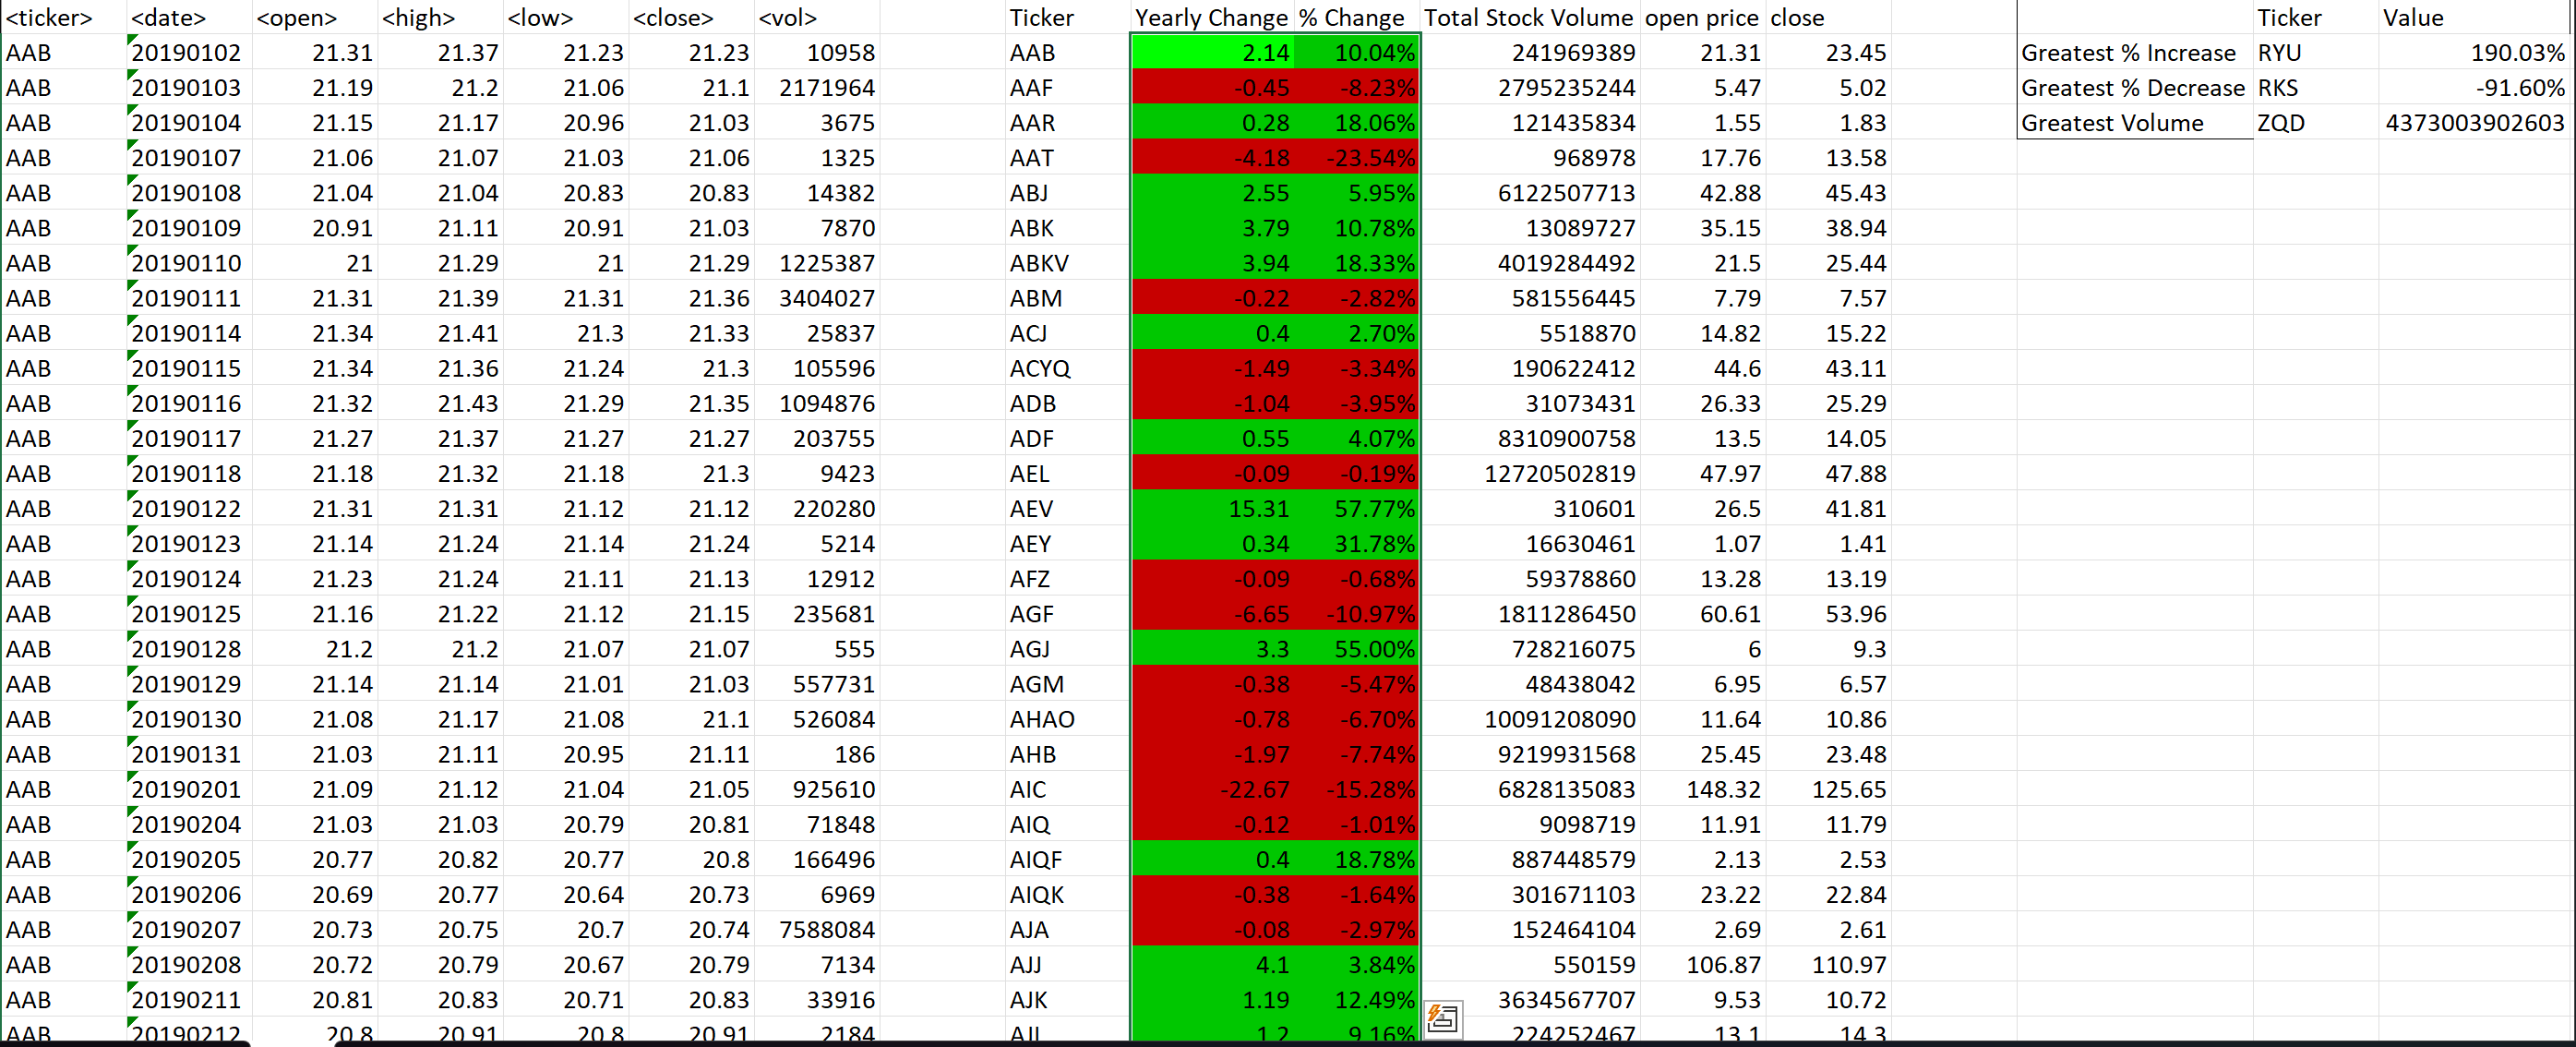 <ticker> <date> <open> <high> <low> <close> <vol> Ticker Yearly Change % Change Total Stock Volume open price close Ticker Value
AAB 20190102 21.31 21.37 21.23 21.23 10958 AAB 2.14 10.04% 241969389 21.31 23.45 Greatest % Increase RYU 190.03%
AAB 20190103 21.19 21.2 21.06 21.1 2171964 AAF -0.45 -8.23% 2795235244 5.47 5.02 Greatest % Decrease RKS -91.60%
AAB 20190104 21.15 21.17 20.96 21.03 3675 AAR 0.28 18.06% 121435834 1.55 1.83 Greatest Volume ZQD 4373003902603
AAB 20190107 21.06 21.07 21.03 21.06 1325 AAT -4.18 -23.54% 968978 17.76 13.58
AAB 20190108 21.04 21.04 20.83 20.83 14382 ABJ 2.55 5.95% 6122507713 42.88 45.43
AAB 20190109 20.91 21.11 20.91 21.03 7870 ABK 3.79 10.78% 13089727 35.15 38.94
AAB 20190110 21 21.29 21 21.29 1225387 ABKV 3.94 18.33% 4019284492 21.5 25.44
AAB 20190111 21.31 21.39 21.31 21.36 3404027 ABM -0.22 -2.82% 581556445 7.79 7.57
AAB 20190114 21.34 21.41 21.3 21.33 25837 ACJ 0.4 2.70% 5518870 14.82 15.22
AAB 20190115 21.34 21.36 21.24 21.3 105596 ACYQ -1.49 -3.34% 190622412 44.6 43.11
AAB 20190116 21.32 21.43 21.29 21.35 1094876 ADB -1.04 -3.95% 31073431 26.33 25.29
AAB 20190117 21.27 21.37 21.27 21.27 203755 ADF 0.55 4.07% 8310900758 13.5 14.05
AAB 20190118 21.18 21.32 21.18 21.3 9423 AEL -0.09 -0.19% 12720502819 47.97 47.88
AAB 20190122 21.31 21.31 21.12 21.12 220280 AEV 15.31 57.77% 310601 26.5 41.81
AAB 20190123 21.14 21.24 21.14 21.24 5214 AEY 0.34 31.78% 16630461 1.07 1.41
AAB 20190124 21.23 21.24 21.11 21.13 12912 AFZ -0.09 -0.68% 59378860 13.28 13.19
AAB 20190125 21.16 21.22 21.12 21.15 235681 AGF -6.65 -10.97% 1811286450 60.61 53.96
AAB 20190128 21.2 21.2 21.07 21.07 555 AGJ 3.3 55.00% 728216075 6 9.3
AAB 20190129 21.14 21.14 21.01 21.03 557731 AGM -0.38 -5.47% 48438042 6.95 6.57
AAB 20190130 21.08 21.17 21.08 21.1 526084 AHAO -0.78 -6.70% 10091208090 11.64 10.86
AAB 20190131 21.03 21.11 20.95 21.11 186 AHB -1.97 -7.74% 9219931568 25.45 23.48
AAB 20190201 21.09 21.12 21.04 21.05 925610 AIC -22.67 -15.28% 6828135083 148.32 125.65
AAB 20190204 21.03 21.03 20.79 20.81 71848 AIQ -0.12 -1.01% 9098719 11.91 11.79
AAB 20190205 20.77 20.82 20.77 20.8 166496 AIQF 0.4 18.78% 887448579 2.13 2.53
AAB 20190206 20.69 20.77 20.64 20.73 6969 AIQK -0.38 -1.64% 301671103 23.22 22.84
AAB 20190207 20.73 20.75 20.7 20.74 7588084 AJA -0.08 -2.97% 152464104 2.69 2.61
AAB 20190208 20.72 20.79 20.67 20.79 7134 AJJ 4.1 3.84% 550159 106.87 110.97
AAB 20190211 20.81 20.83 20.71 20.83 33916 AJK 1.19 12.49% 3634567707 9.53 10.72
AAB 20190212 20.8 20.91 20.8 20.91 2184 1.2 9.16% 224252467 13.1 14.3